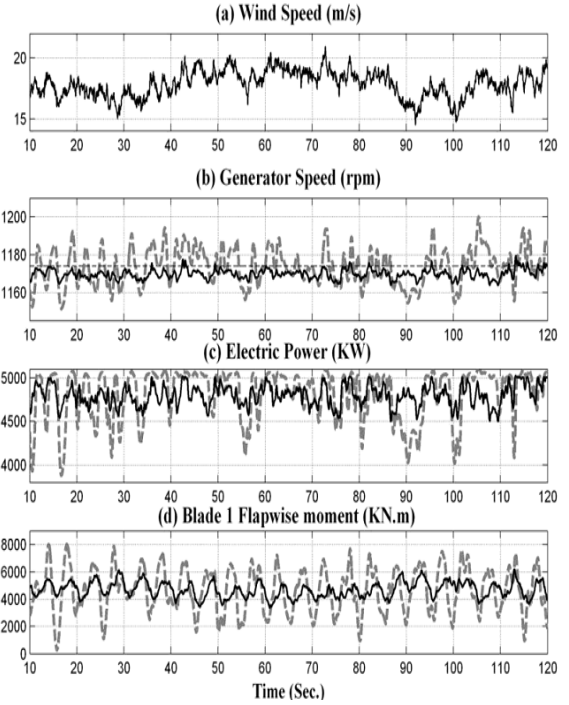 (a) Wind Speed (m/s)
20
15
10 20 30 40 50 60 70 80 90 100 110 120
(b) Generator Speed (rpm)
1200
1180
1160
10 20 30 40 50 60 70 80 90 100 110 120
(c) Electric Power (KW)
5000
4500
4000
10 20 30 40 50 60 70 80 90 100 110 120
(d) Blade 1 Flapwise moment (KN.m)
8000
6000
4000
2000
0
10 20 30 40 50 60 70 80 90 100 110 120
Time (Sec.)